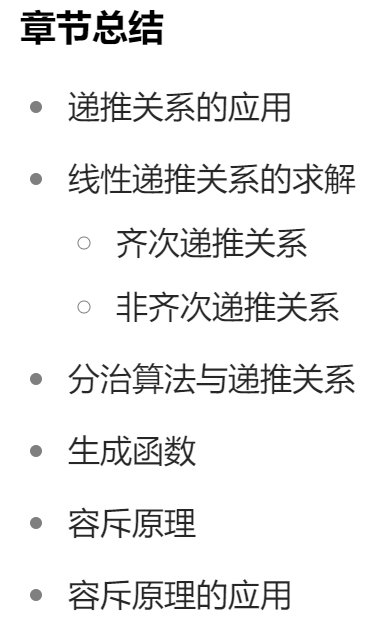 章节总结
递推关系的应用
线性递推关系的求解
齐次递推关系
非齐次递推关系
分治算法与递推关系
生成函数
容斥原理
容斥原理的应用